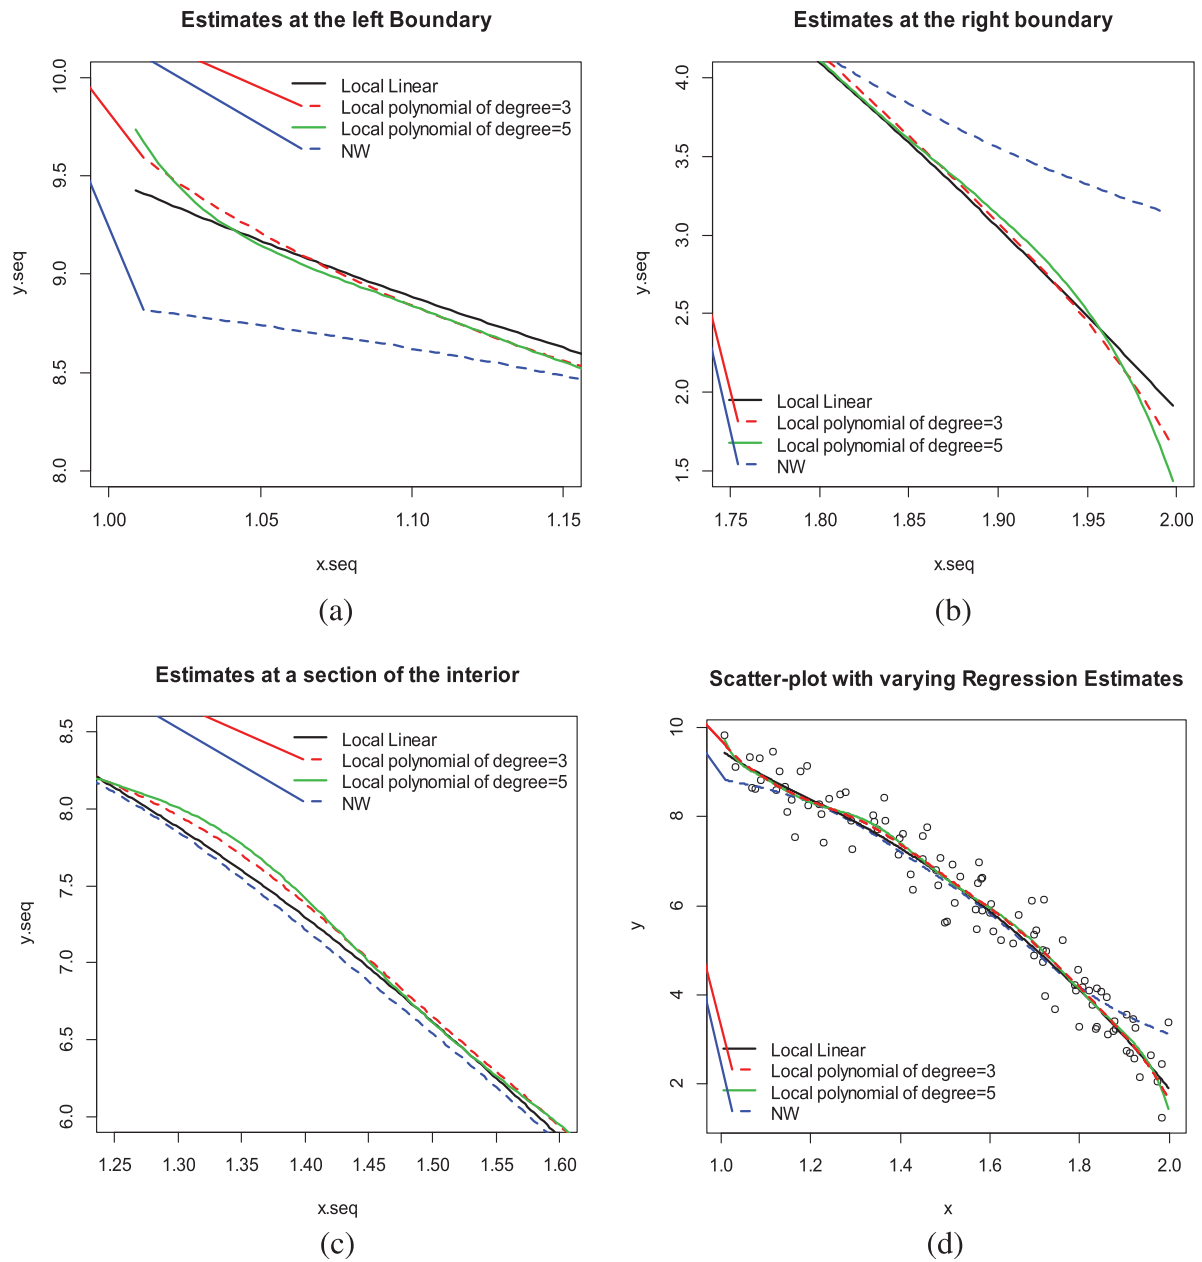 Estimates at the left Boundary
10.0
9.5
9.0
8.5
8.0
y.seq
Local Linear
Local polynomial of degree=3
Local polynomial of degree=5
NW
1.00 1.05 1.10 1.15
x.seq
(a)
Estimates at the right boundary
4.0
3.5
3.0
2.5
2.0
1.5
y.seq
Local Linear
Local polynomial of degree=3
Local polynomial of degree=5
NW
1.75 1.80 1.85 1.90 1.95 2.00
x.seq
(b)
Estimates at a section of the interior
8.5
8.0
7.5
7.0
6.5
6.0
y.seq
Local Linear
Local polynomial of degree=3
Local polynomial of degree=5
NW
1.25 1.30 1.35 1.40 1.45 1.50 1.55 1.60
x.seq
(c)
Scatter-plot with varying Regression Estimates
10
8
6
4
2
y
Local Linear
Local polynomial of degree=3
Local polynomial of degree=5
NW
1.0 1.2 1.4 1.6 1.8 2.0
x
(d)